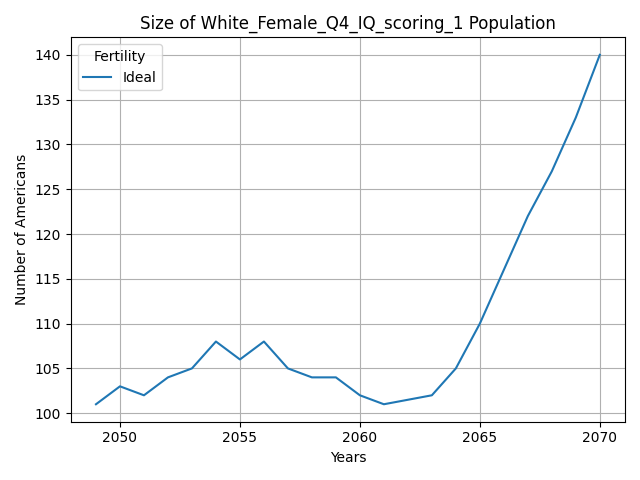 Size of White_Female_Q4_IQ_scoring_1 Population
Fertility
Ideal
Number of Americans
140
135
130
125
120
115
110
105
100
2050 2055 2060 2065 2070
Years